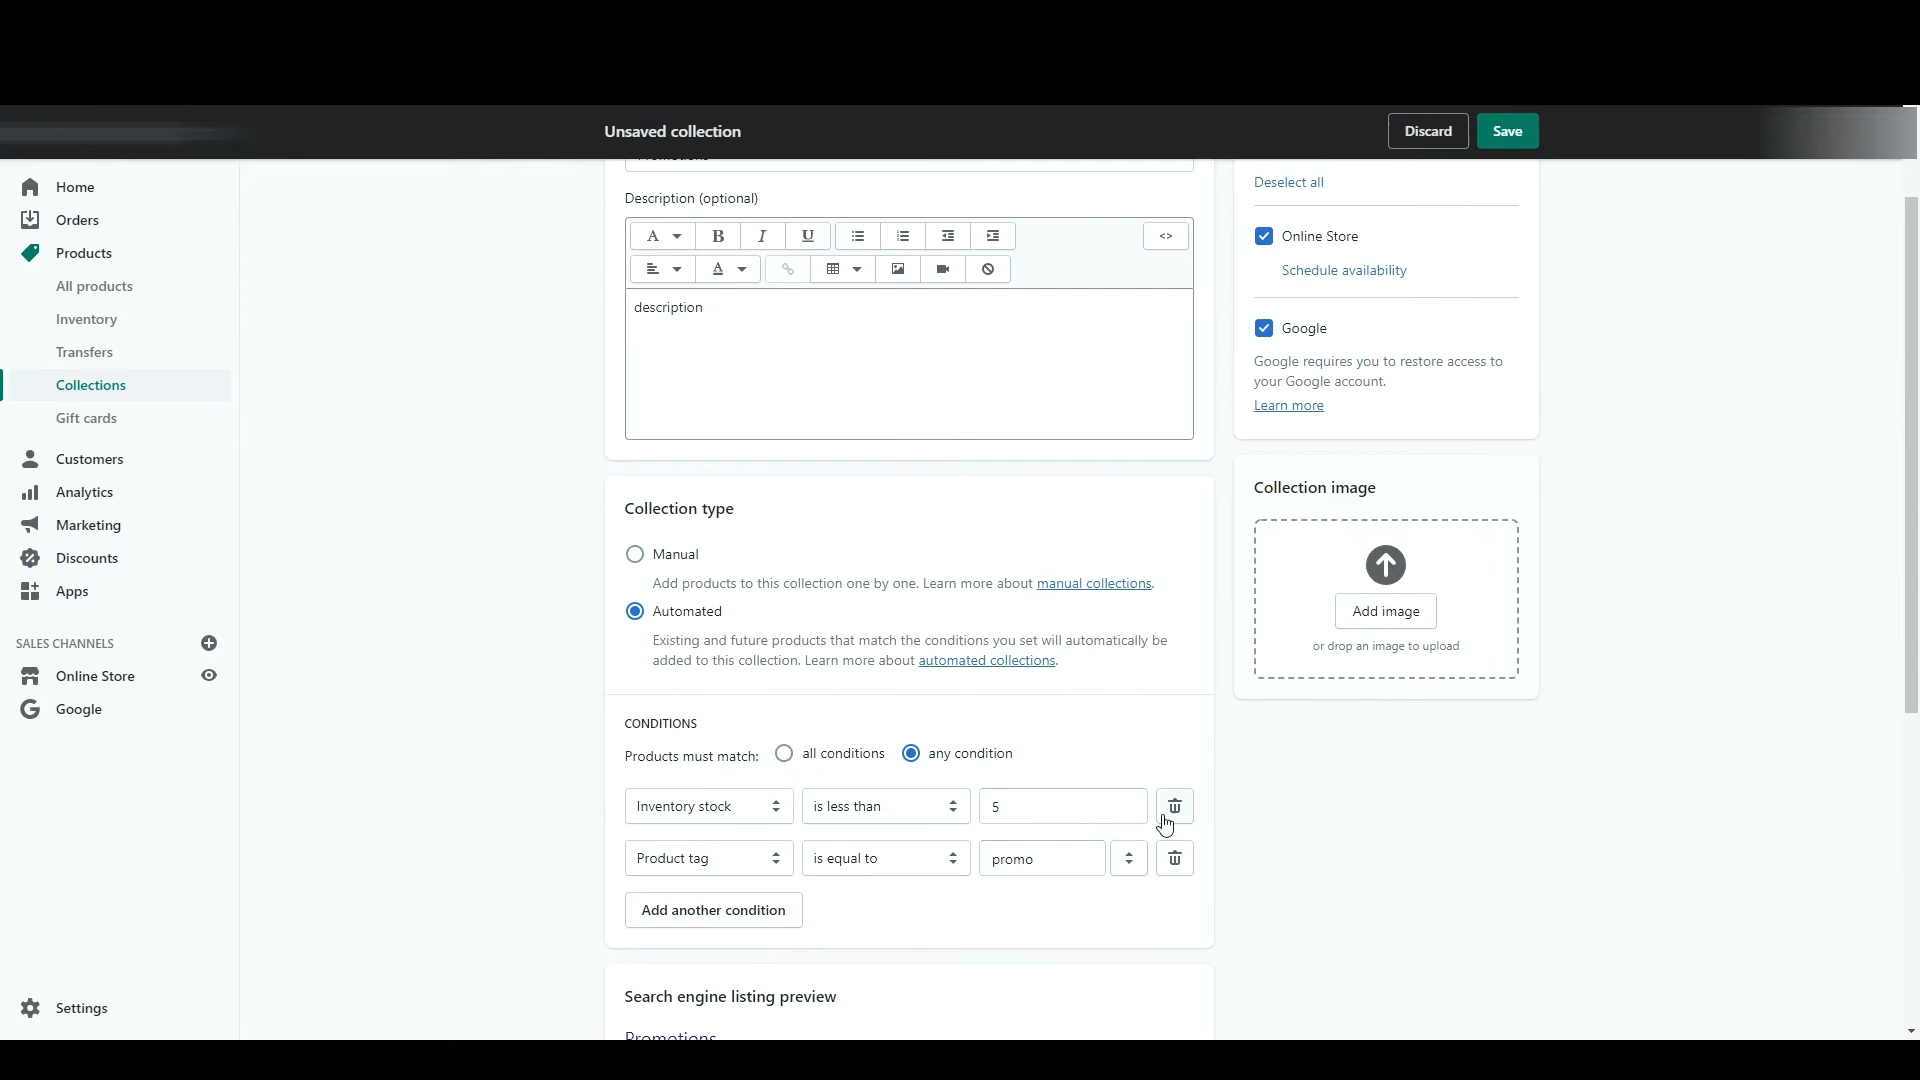 Unsaved collection
Discard
Save
Home
Orders
Products
All products
Inventory
Transfers
Collections
Gift cards
Customers
Analytics
Marketing
Discounts
Apps
SALES CHANNELS
Online Store
Google
Settings
Description (optional)
A
B
I
U
<>
A
description
Collection type
Manual
Add products to this collection one by one. Learn more about manual collections.
Automated
Existing and future products that match the conditions you set will automatically be
added to this collection. Learn more about automated collections.
CONDITIONS
Products must match: all conditions any condition
Inventory stock is less than 5
Product tag is equal to promo
Add another condition
Search engine listing preview
Promotions
Deselect all
Online Store
Schedule availability
Google
Google requires you to restore access to
your Google account.
Learn more
Collection image
Add image
or drop an image to upload